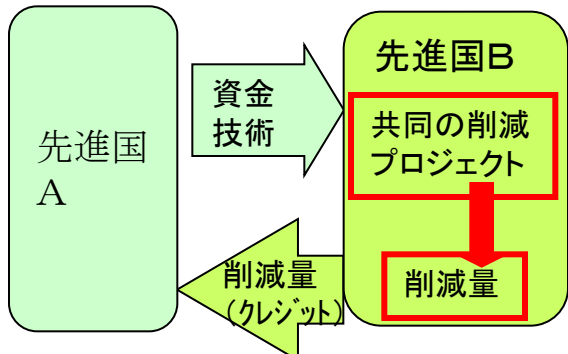 先進国
A
資金
技術
先進国B
共同の削減
プロジェクト
削減量
削減量
(クレジット)